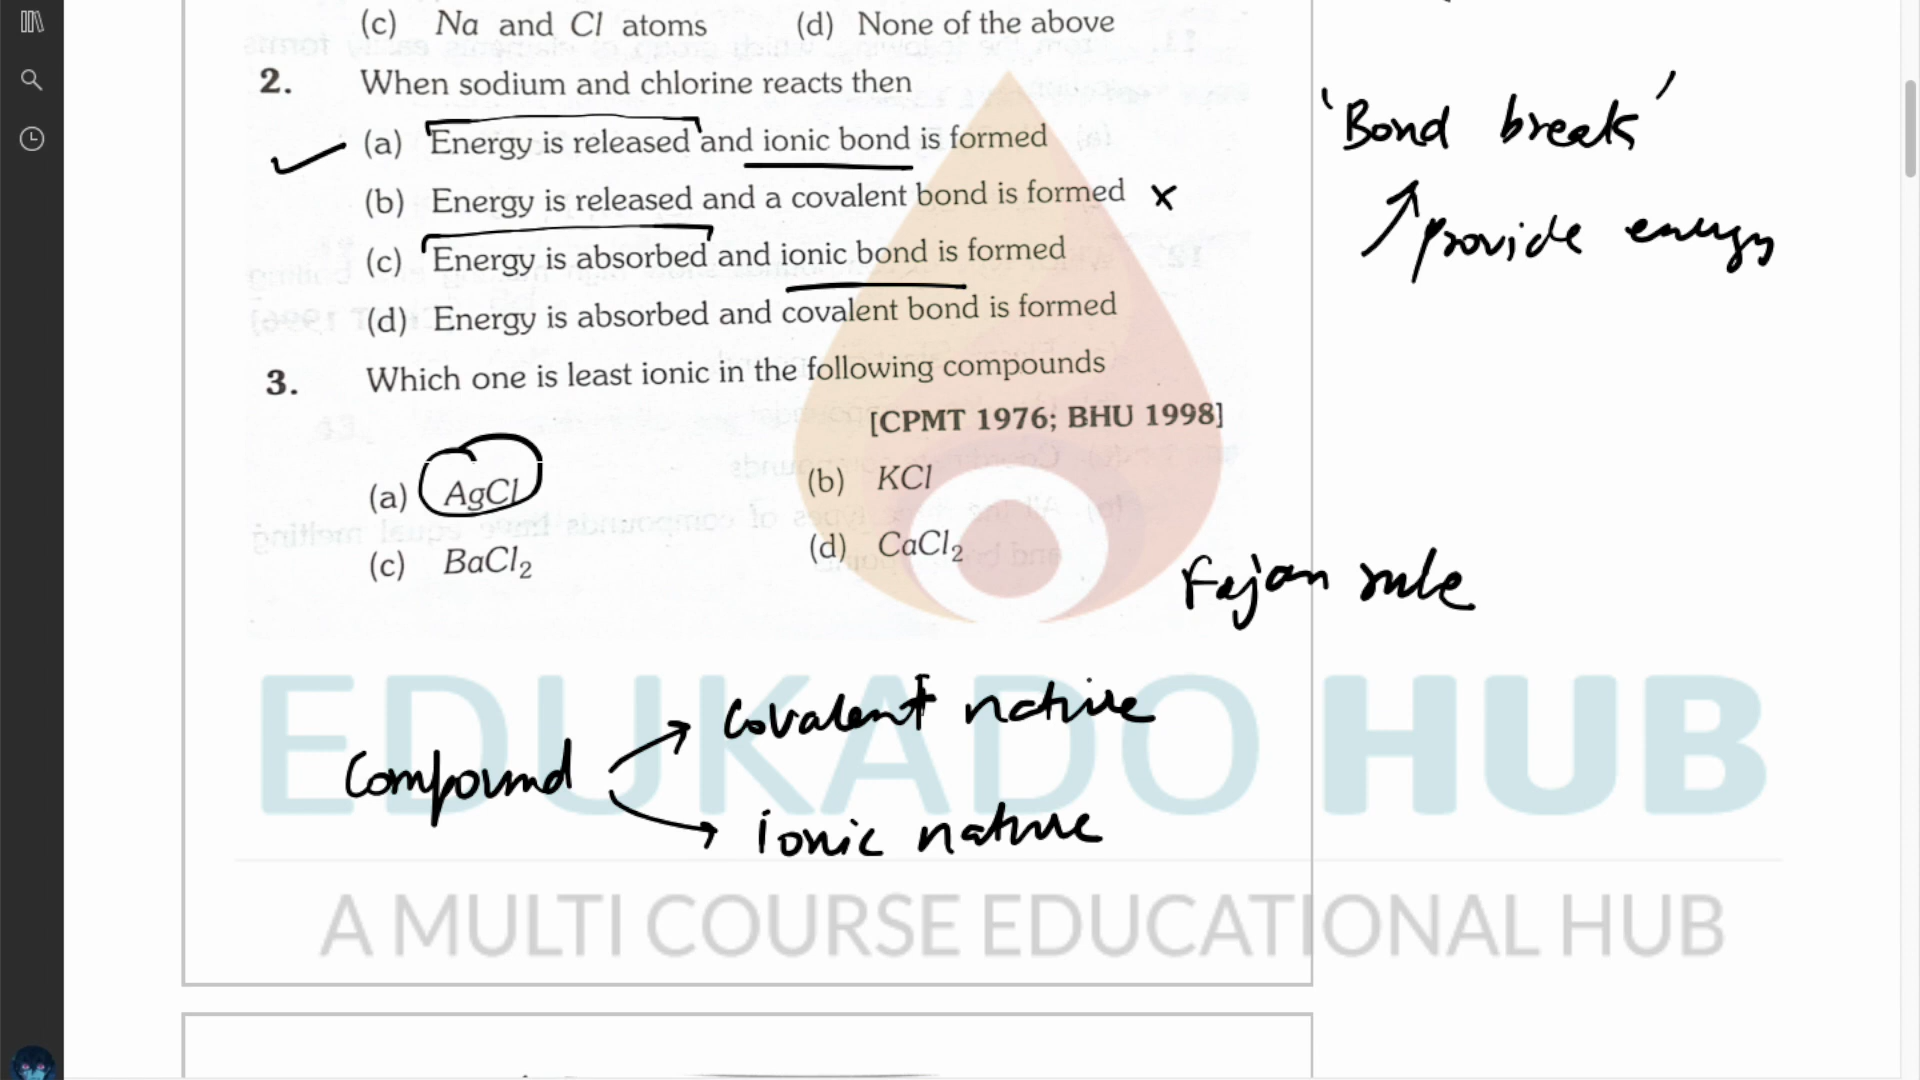 (c) Na and Cl atoms (d) None of the above
2. When sodium and chlorine reacts then
(a) Energy is released and ionic bond is formed
(b) Energy is released and a covalent bond is formed x
(c) Energy is absorbed and ionic bond is formed
(d) Energy is absorbed and covalent bond is formed
'Bond breaks'
provide energy
3. Which one is least ionic in the following compounds
[CPMT 1976; BHU 1998]
(a) AgCl (b) KCl
(c) BaCl₂ (d) CaCl₂
Fajan rule
Compound
covalent nature
ionic nature
EDUKADO HUB
A MULTI COURSE EDUCATIONAL HUB